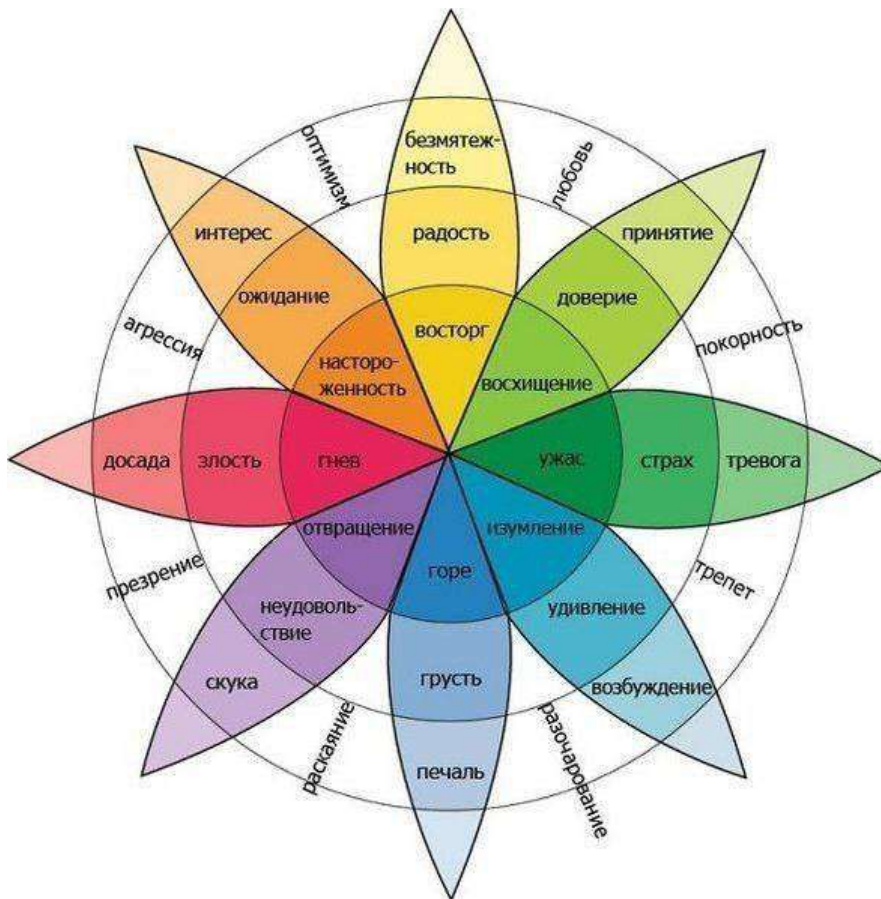 оптимизм
безмятеж-
ность
любовь
интерес
радость
принятие
ожидание
доверие
агрессия
покорность
насторо-
женность
восторг
восхищение
досада
злость
гнев
ужас
страх
тревога
отвращение
изумление
презрение
горе
трепет
неудоволь-
ствие
удивление
скука
грусть
возбуждение
раскаяние
разочарование
печаль